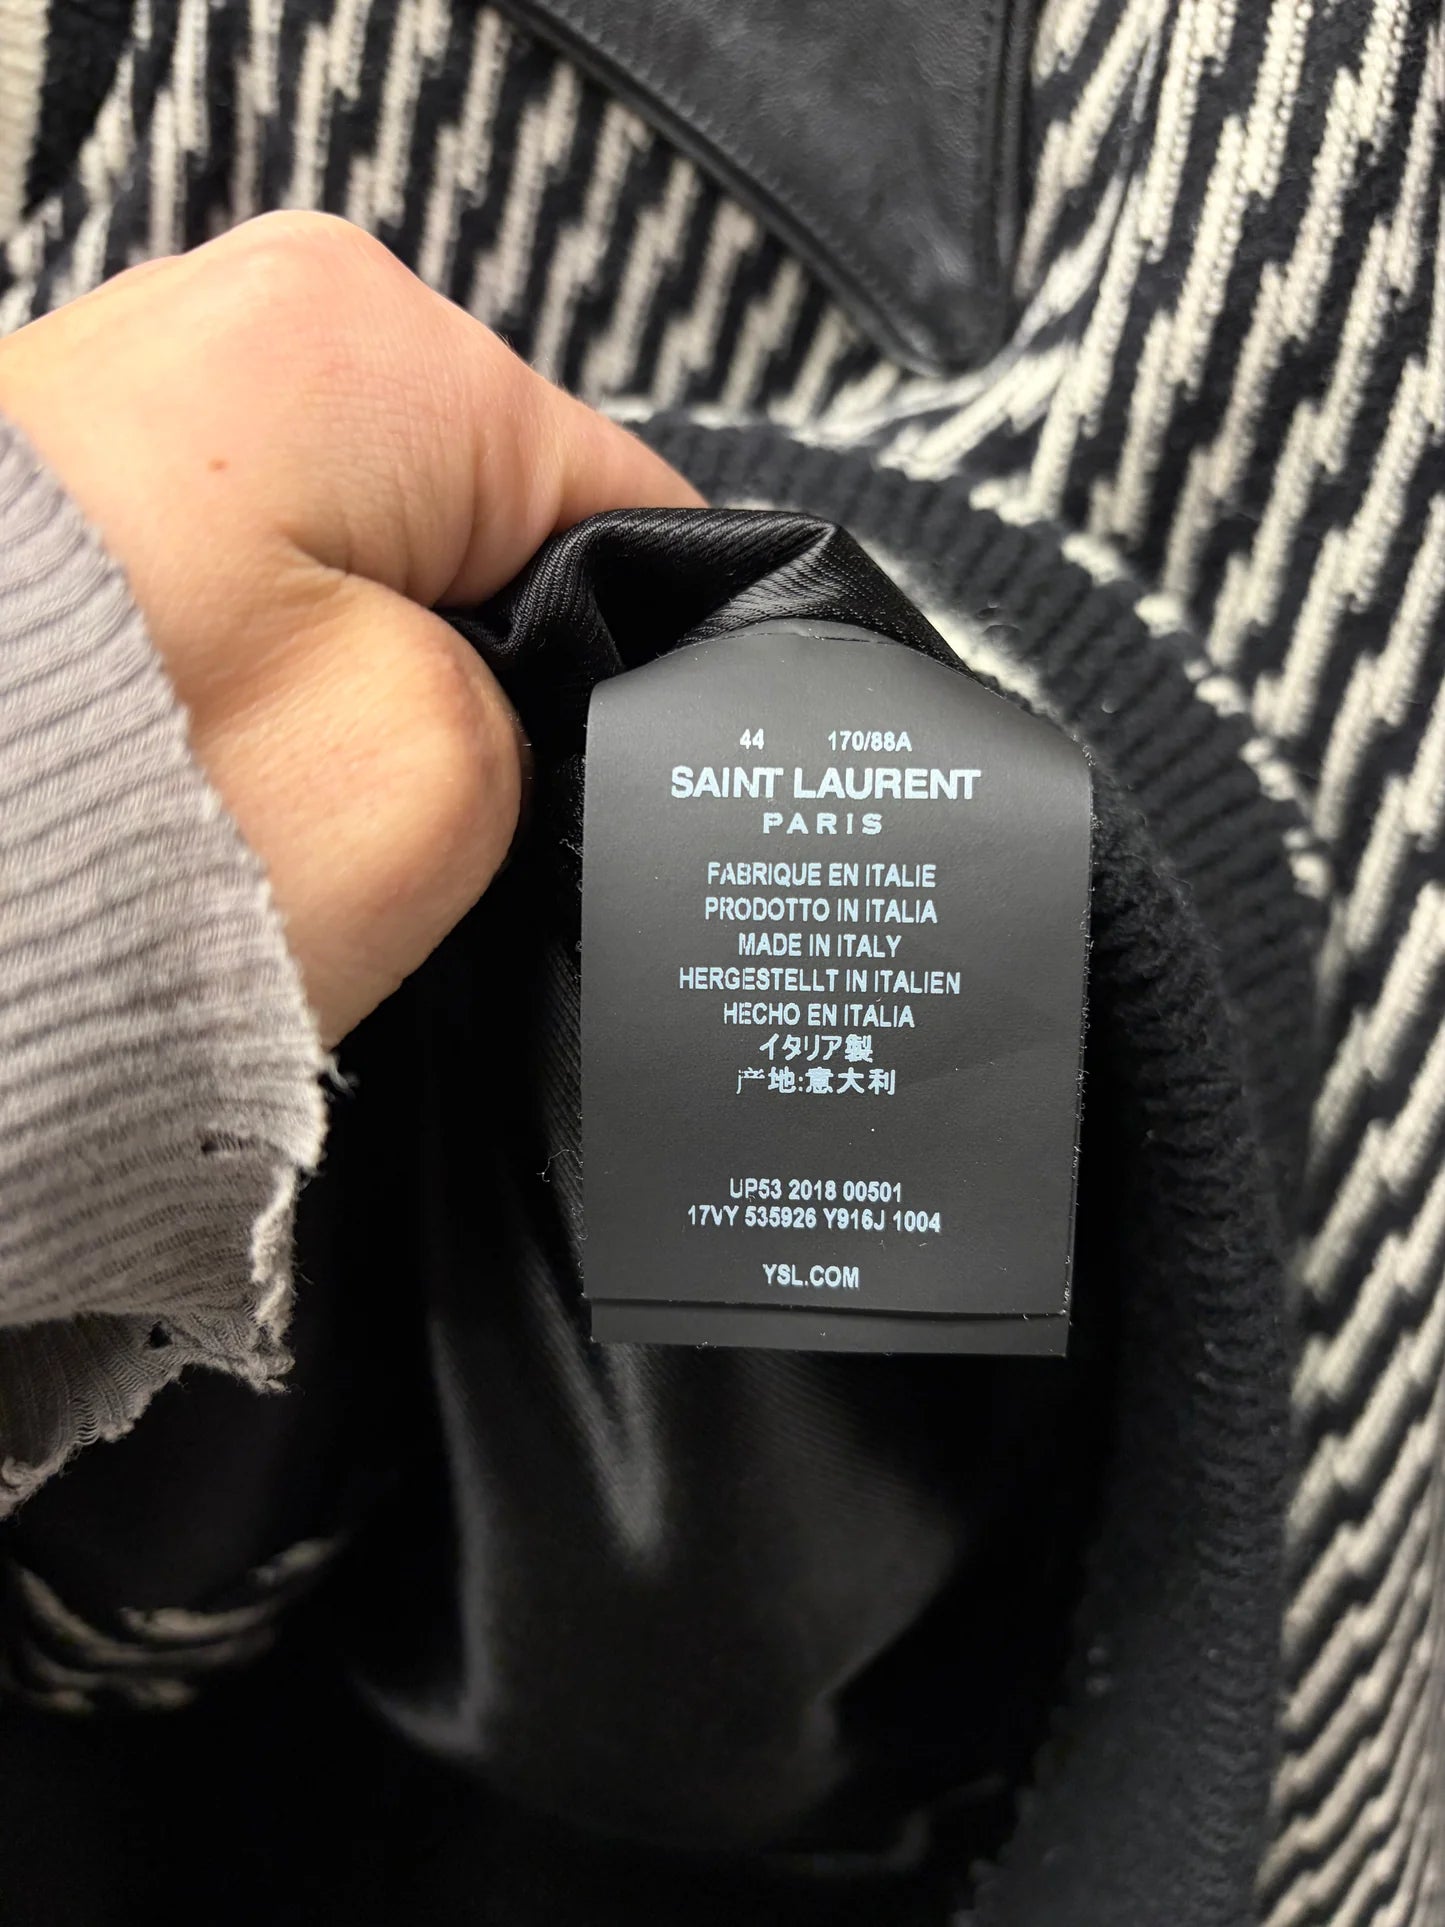 44 170/88A
SAINT LAURENT
PARIS
FABRIQUE EN ITALIE
PRODOTTO IN ITALIA
MADE IN ITALY
HERGESTELLT IN ITALIEN
HECHO EN ITALIA
イタリア製
产地:意大利
UP53 2018 00501
17VY 535926 Y916J 1004
YSL.COM